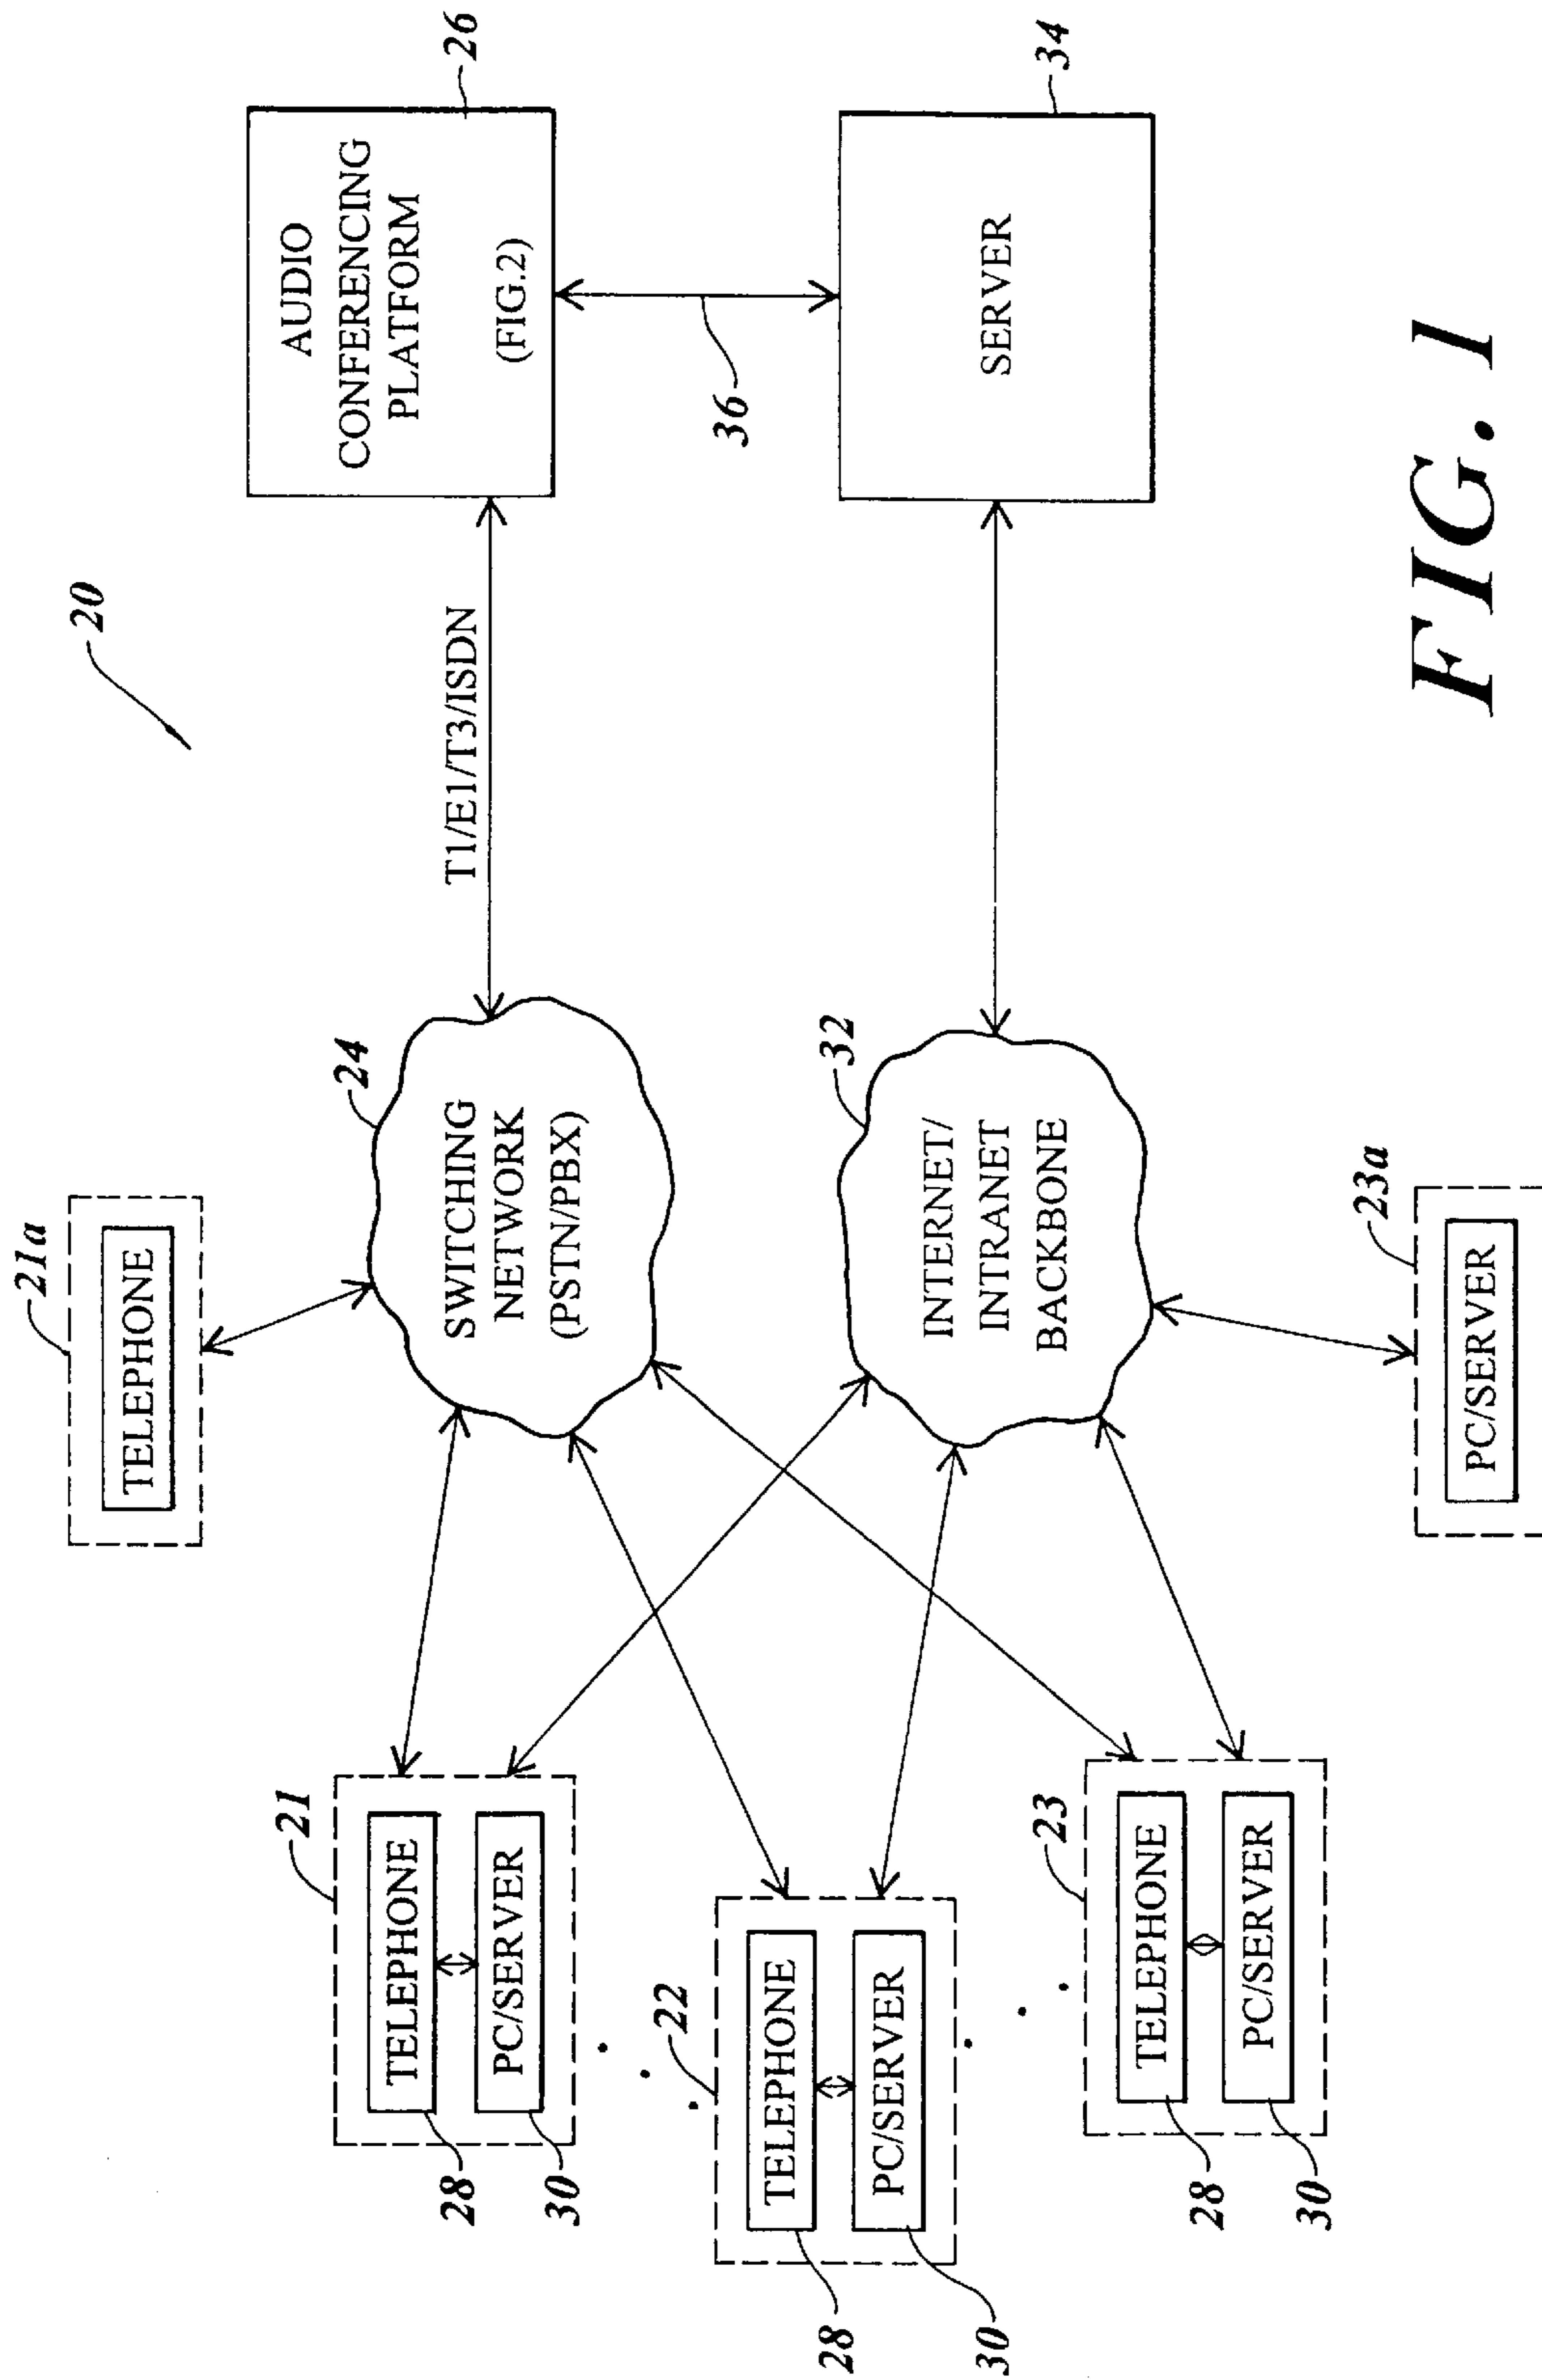 20
21a
TELEPHONE
24
SWITCHING
NETWORK
(PSTN/PBX)
T1/E1/T3/ISDN
AUDIO
CONFERENCING
PLATFORM
(FIG.2)
26
21
TELEPHONE
PC/SERVER
28
30
36
22
TELEPHONE
PC/SERVER
28
30
32
INTERNET/
INTRANET
BACKBONE
SERVER
34
23
TELEPHONE
PC/SERVER
28
30
23a
PC/SERVER
FIG. 1